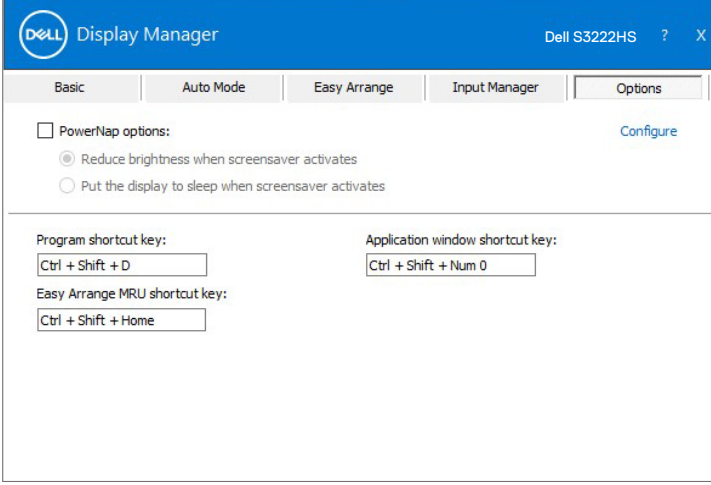 DELL Display Manager Dell S3222HS ? X
Basic Auto Mode Easy Arrange Input Manager Options
PowerNap options: Configure
Reduce brightness when screensaver activates
Put the display to sleep when screensaver activates
Program shortcut key: Application window shortcut key:
Ctrl + Shift + D Ctrl + Shift + Num 0
Easy Arrange MRU shortcut key:
Ctrl + Shift + Home